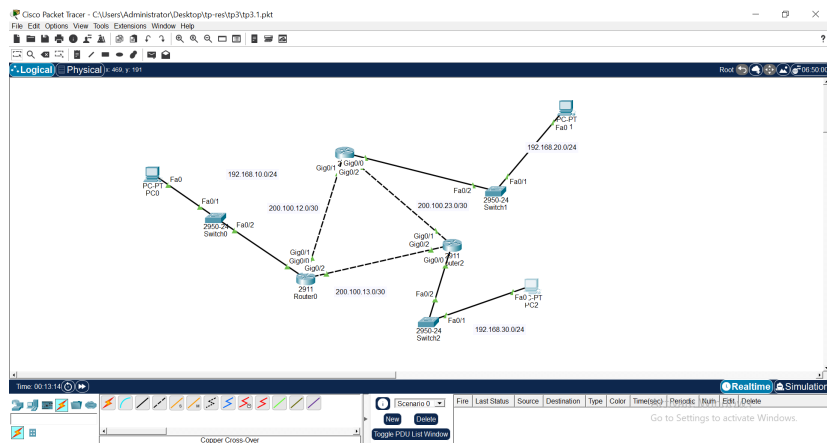 Cisco Packet Tracer - C:\Users\Administrator\Desktop\tp-res\tp3\tp3.1.pkt
File Edit Options View Tools Extensions Window Help
?
Logical Physical x: 469, y: 191
Root 06:50:00
PC-PT
Fa0 1
192.168.20.0/24
Gig0/0
Gig0/1
Gig0/2
192.168.10.0/24
Fa0
PC-PT
PC0
Fa0/1
Fa0/2
2950-24
Switch1
Fa0/1
Fa0/2
2950-24
Switch0
200.100.12.0/30
200.100.23.0/30
Gig0/1
Gig0/2
Gig0/0
2911
uter2
Gig0/1
Gig0/0
Gig0/2
2911
Router0
200.100.13.0/30
Fa0/2
Fa0 C-PT
PC2
Fa0/1
2950-24
Switch2
192.168.30.0/24
Time: 00:13:14
Realtime Simulation
Scenario 0
New Delete
Toggle PDU List Window
Fire Last Status Source Destination Type Color Time(sec) Periodic Num Edit Delete
Go to Settings to activate Windows.
Copper Cross-Over